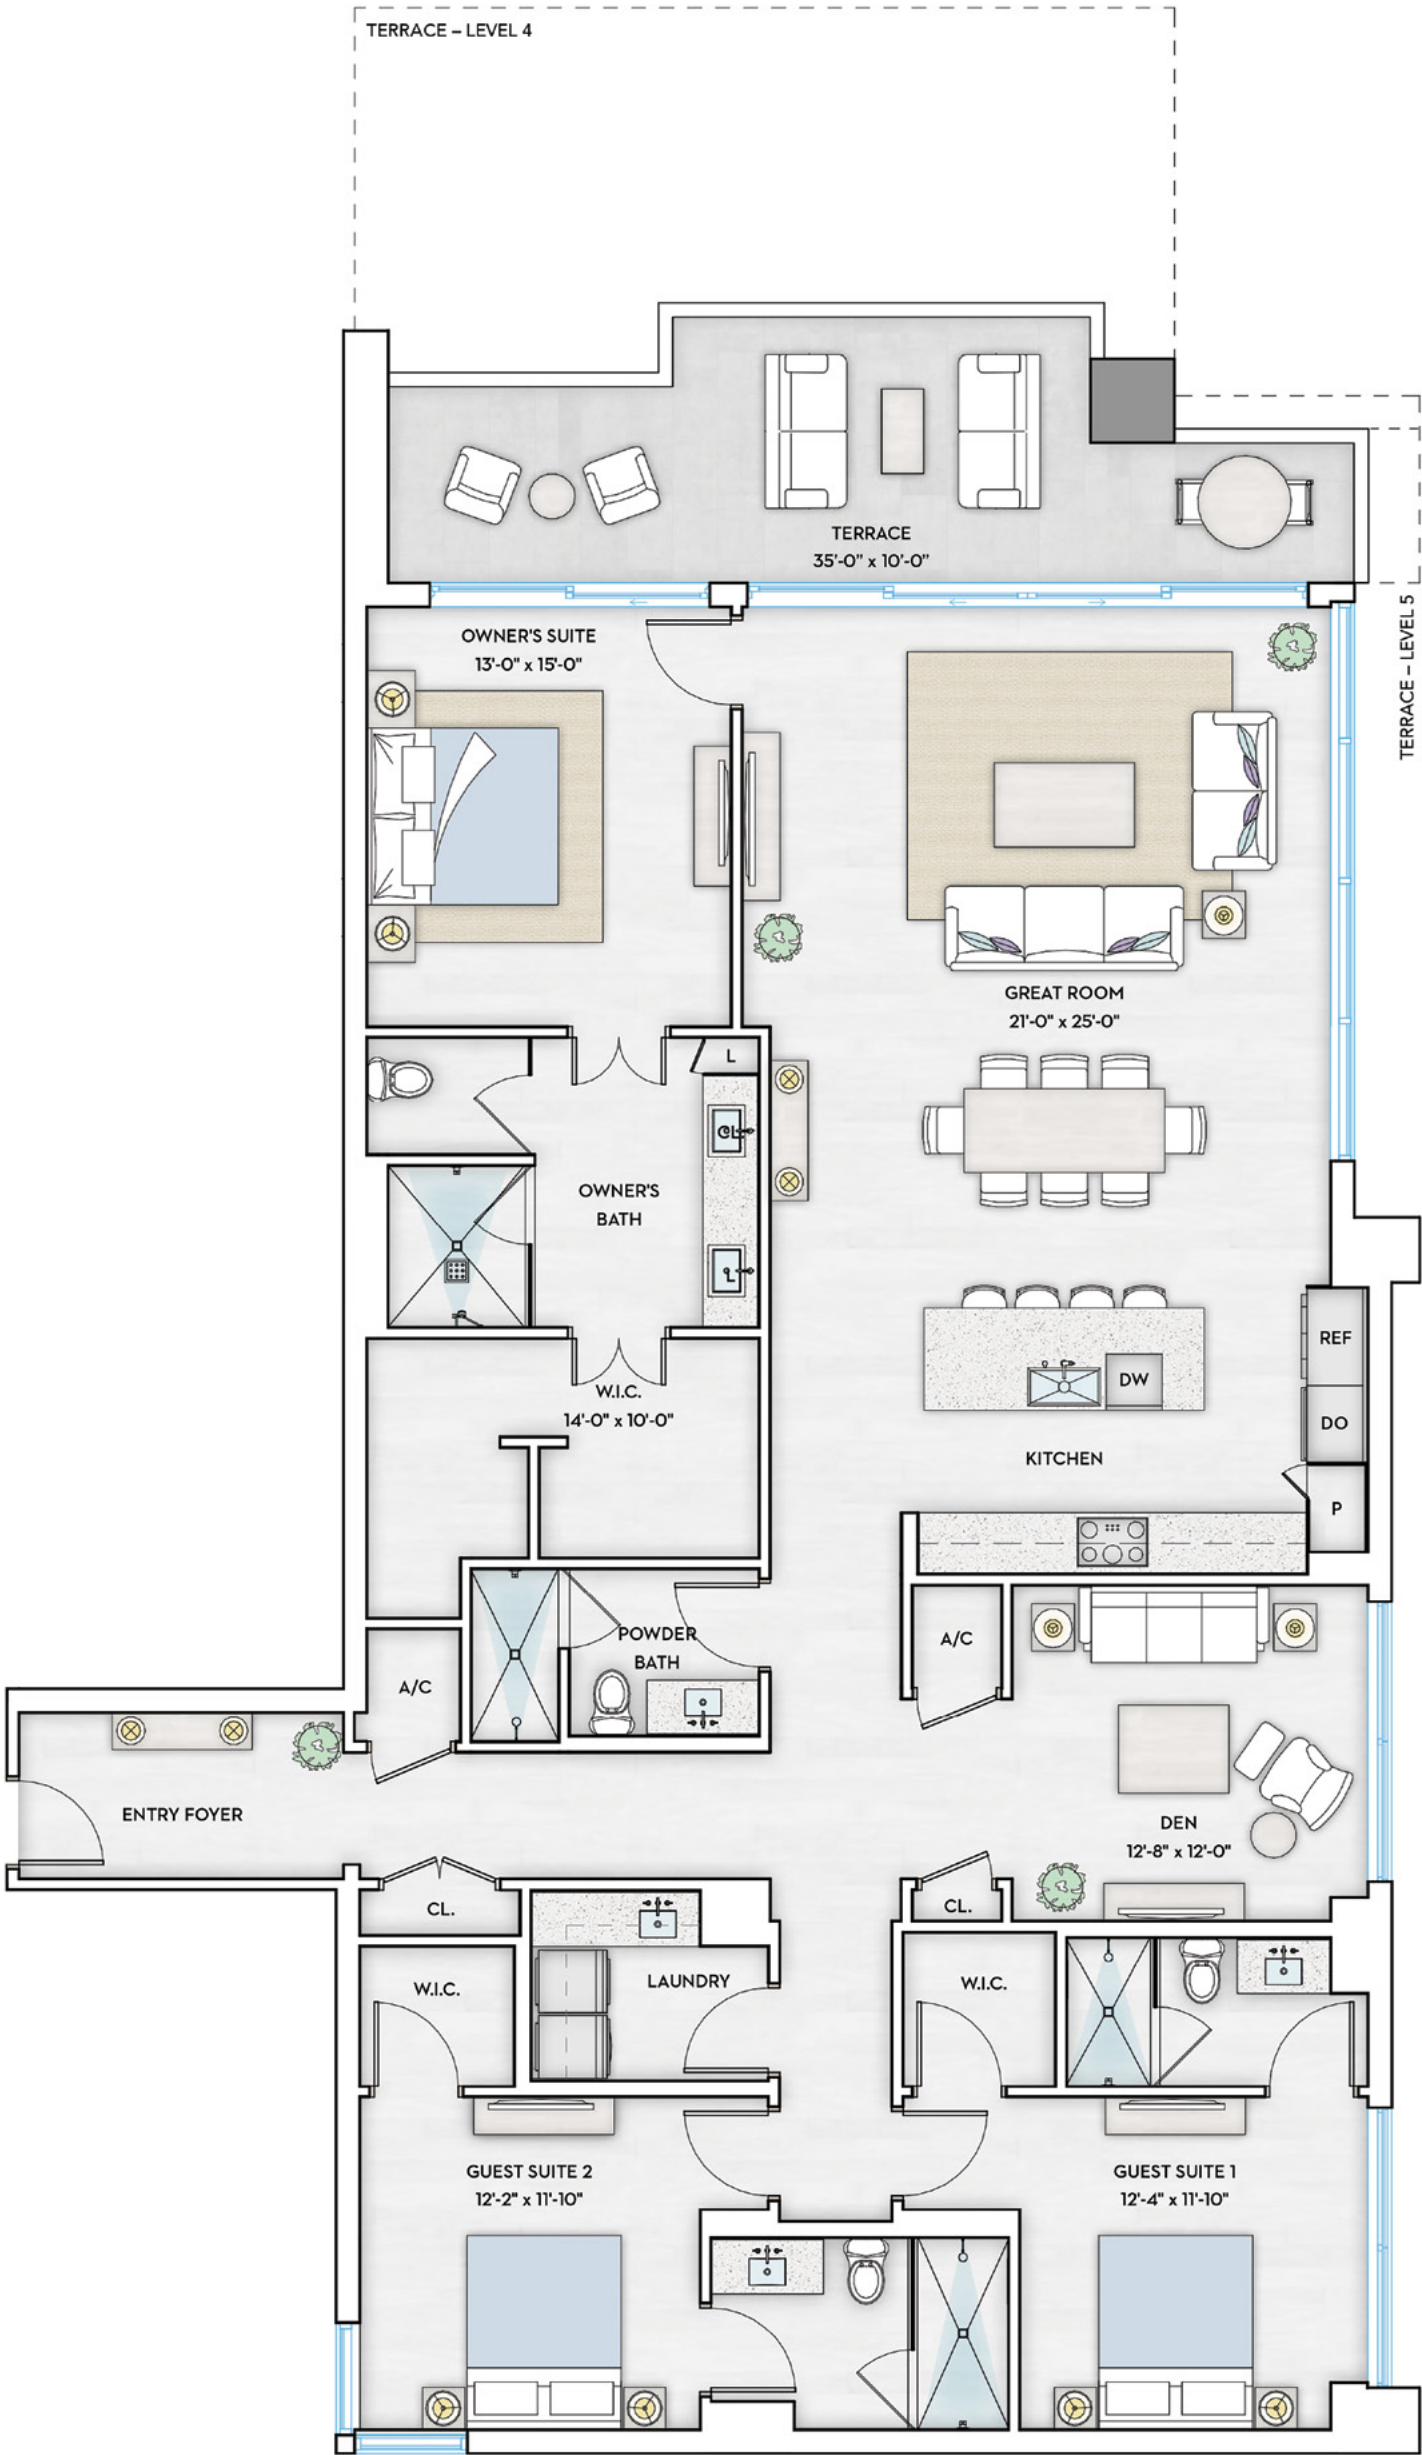 TERRACE – LEVEL 4
TERRACE
35'-0" x 10'-0"
TERRACE – LEVEL 5
OWNER'S SUITE
13'-0" x 15'-0"
GREAT ROOM
21'-0" x 25'-0"
L
CL
OWNER'S
BATH
L
REF
DW
DO
W.I.C.
14'-0" x 10'-0"
KITCHEN
P
POWDER
BATH
A/C
A/C
ENTRY FOYER
DEN
12'-8" x 12'-0"
CL.
CL.
W.I.C.
LAUNDRY
W.I.C.
GUEST SUITE 2
12'-2" x 11'-10"
GUEST SUITE 1
12'-4" x 11'-10"